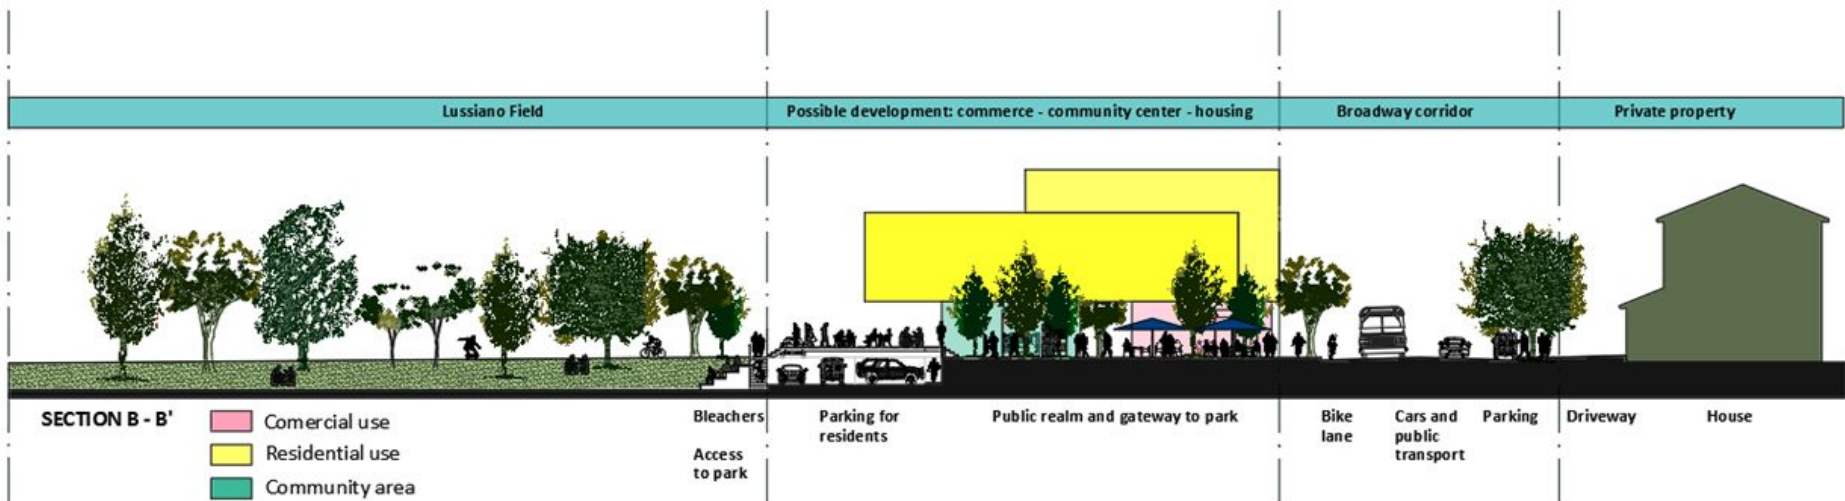 Lussiano Field
Possible development: commerce - community center - housing
Broadway corridor
Private property
SECTION B - B'
Comercial use
Residential use
Community area
Bleachers
Access
to park
Parking for
residents
Public realm and gateway to park
Bike
lane
Cars and
public
transport
Parking
Driveway
House